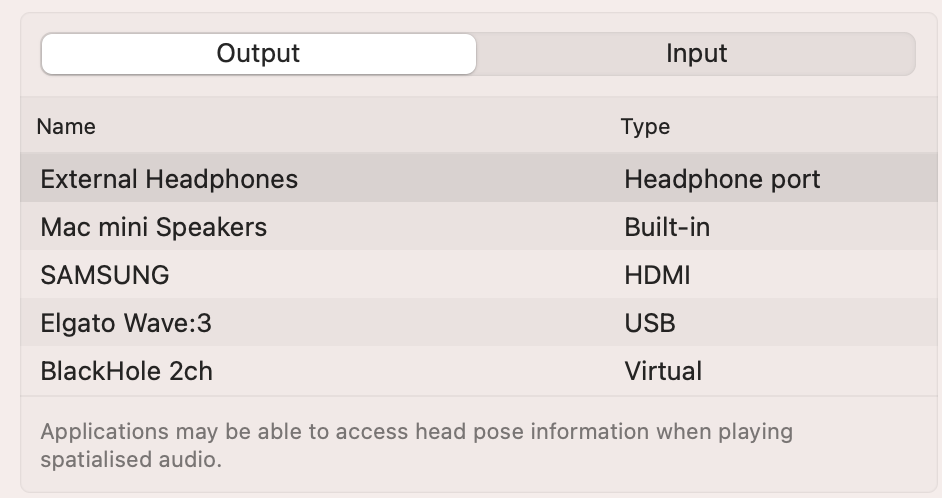 Output Input
Name Type
External Headphones Headphone port
Mac mini Speakers Built-in
SAMSUNG HDMI
Elgato Wave:3 USB
BlackHole 2ch Virtual
Applications may be able to access head pose information when playing
spatialised audio.